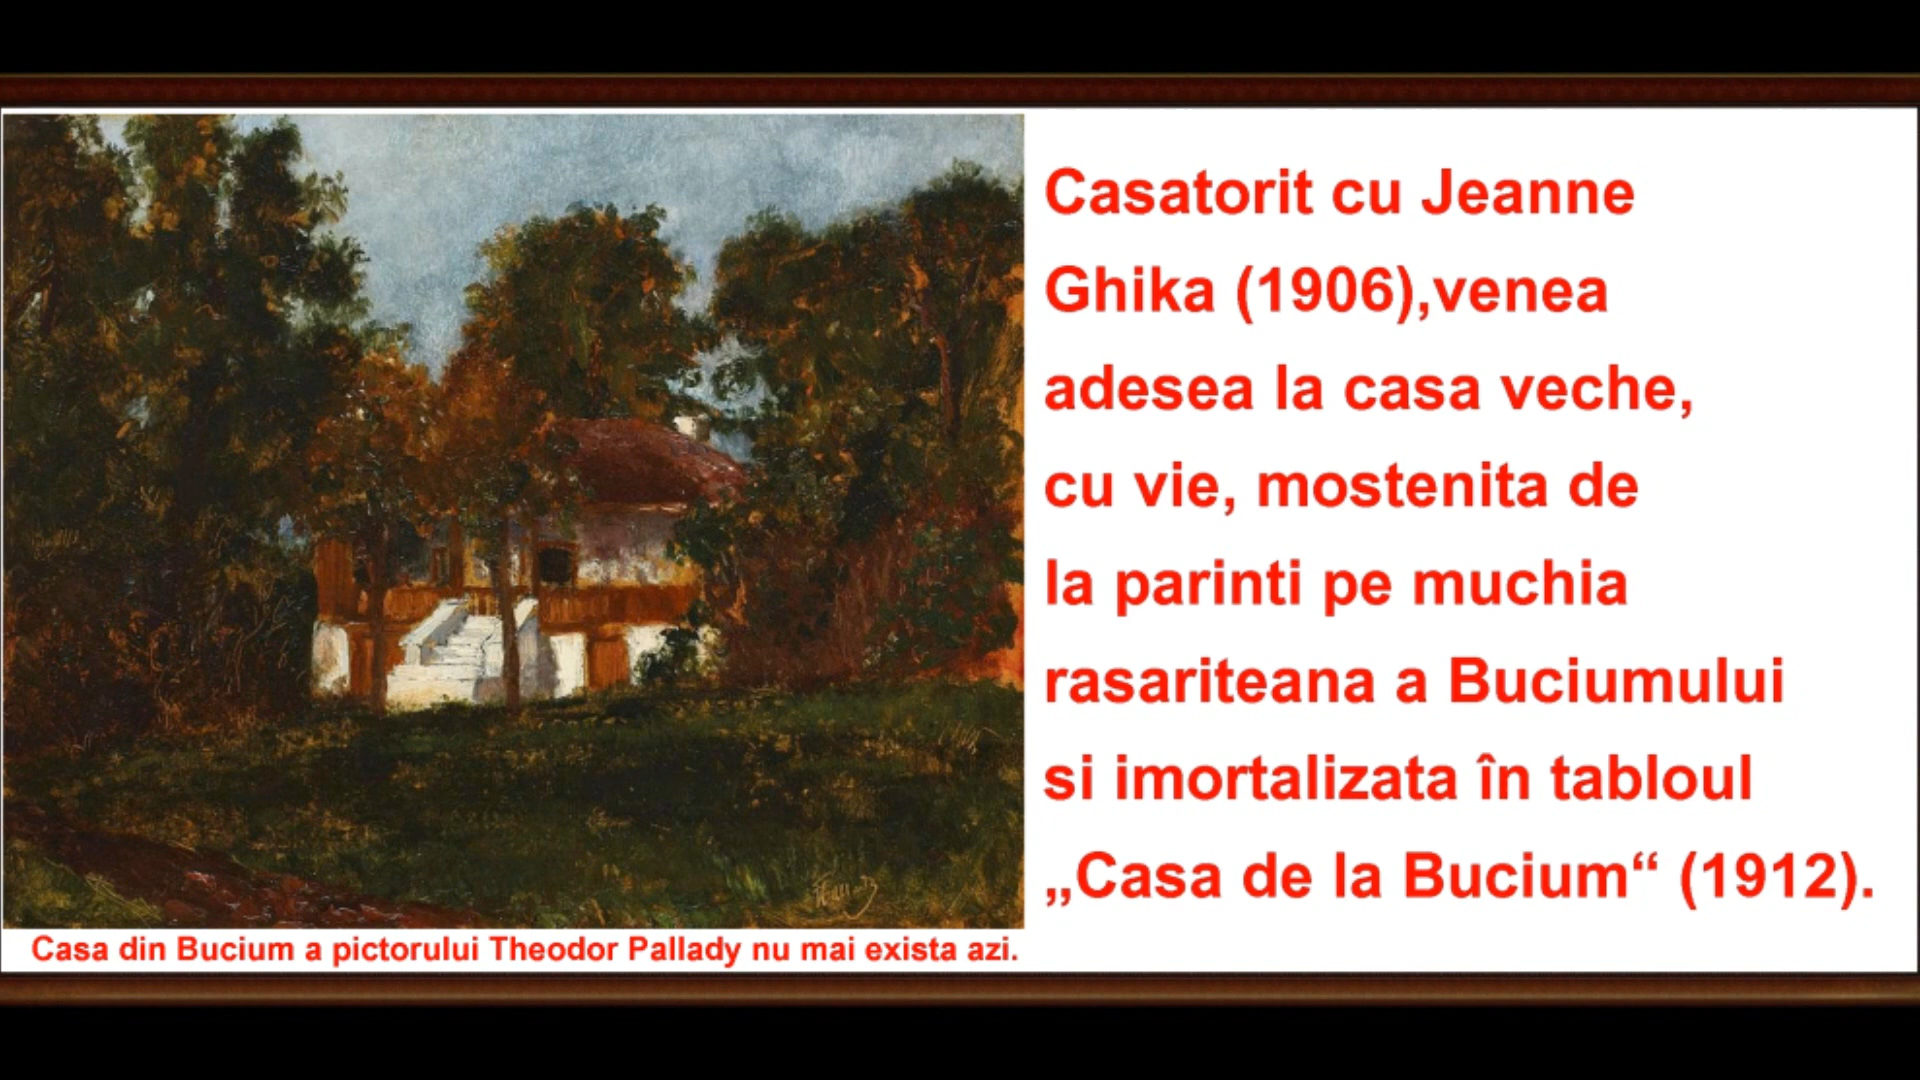 Casatorit cu Jeanne
Ghika (1906),venea
adesea la casa veche,
cu vie, mostenita de
la parinti pe muchia
rasariteana a Buciumului
si imortalizata în tabloul
„Casa de la Bucium“ (1912).
Casa din Bucium a pictorului Theodor Pallady nu mai exista azi.